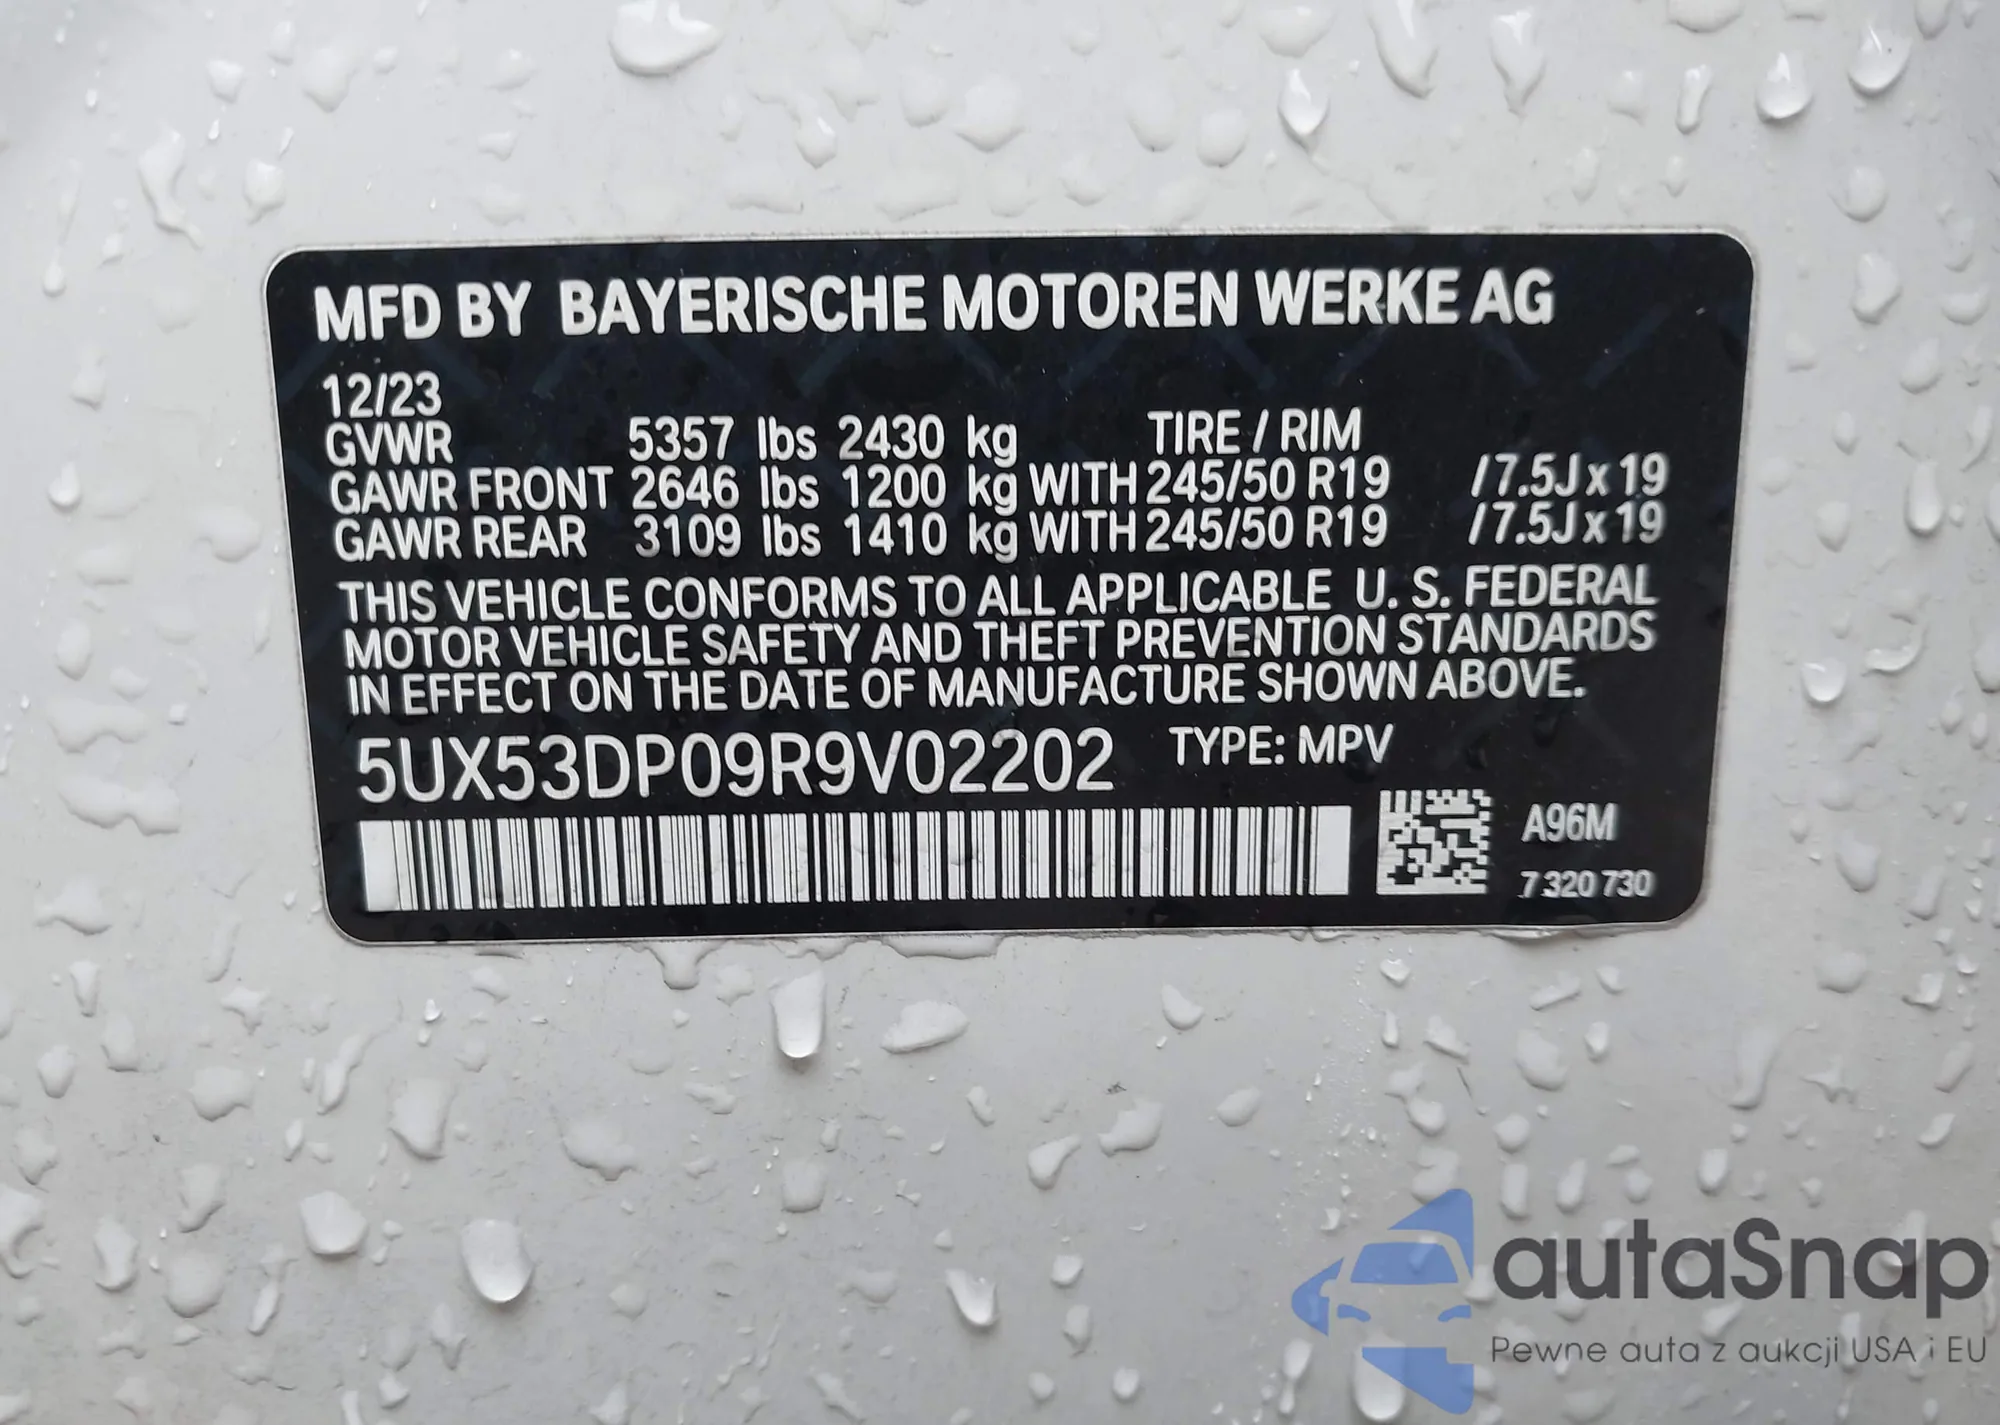 MFD BY BAYERISCHE MOTOREN WERKE AG
12/23
GVWR 5357 lbs 2430 kg TIRE / RIM
GAWR FRONT 2646 lbs 1200 kg WITH 245/50 R19 / 7.5J x 19
GAWR REAR 3109 lbs 1410 kg WITH 245/50 R19 / 7.5J x 19
THIS VEHICLE CONFORMS TO ALL APPLICABLE U. S. FEDERAL
MOTOR VEHICLE SAFETY AND THEFT PREVENTION STANDARDS
IN EFFECT ON THE DATE OF MANUFACTURE SHOWN ABOVE.
5UX53DP09R9V02202 TYPE: MPV
A96M
7 320 730
autaSnap
Pewne auta z aukcji USA i EU